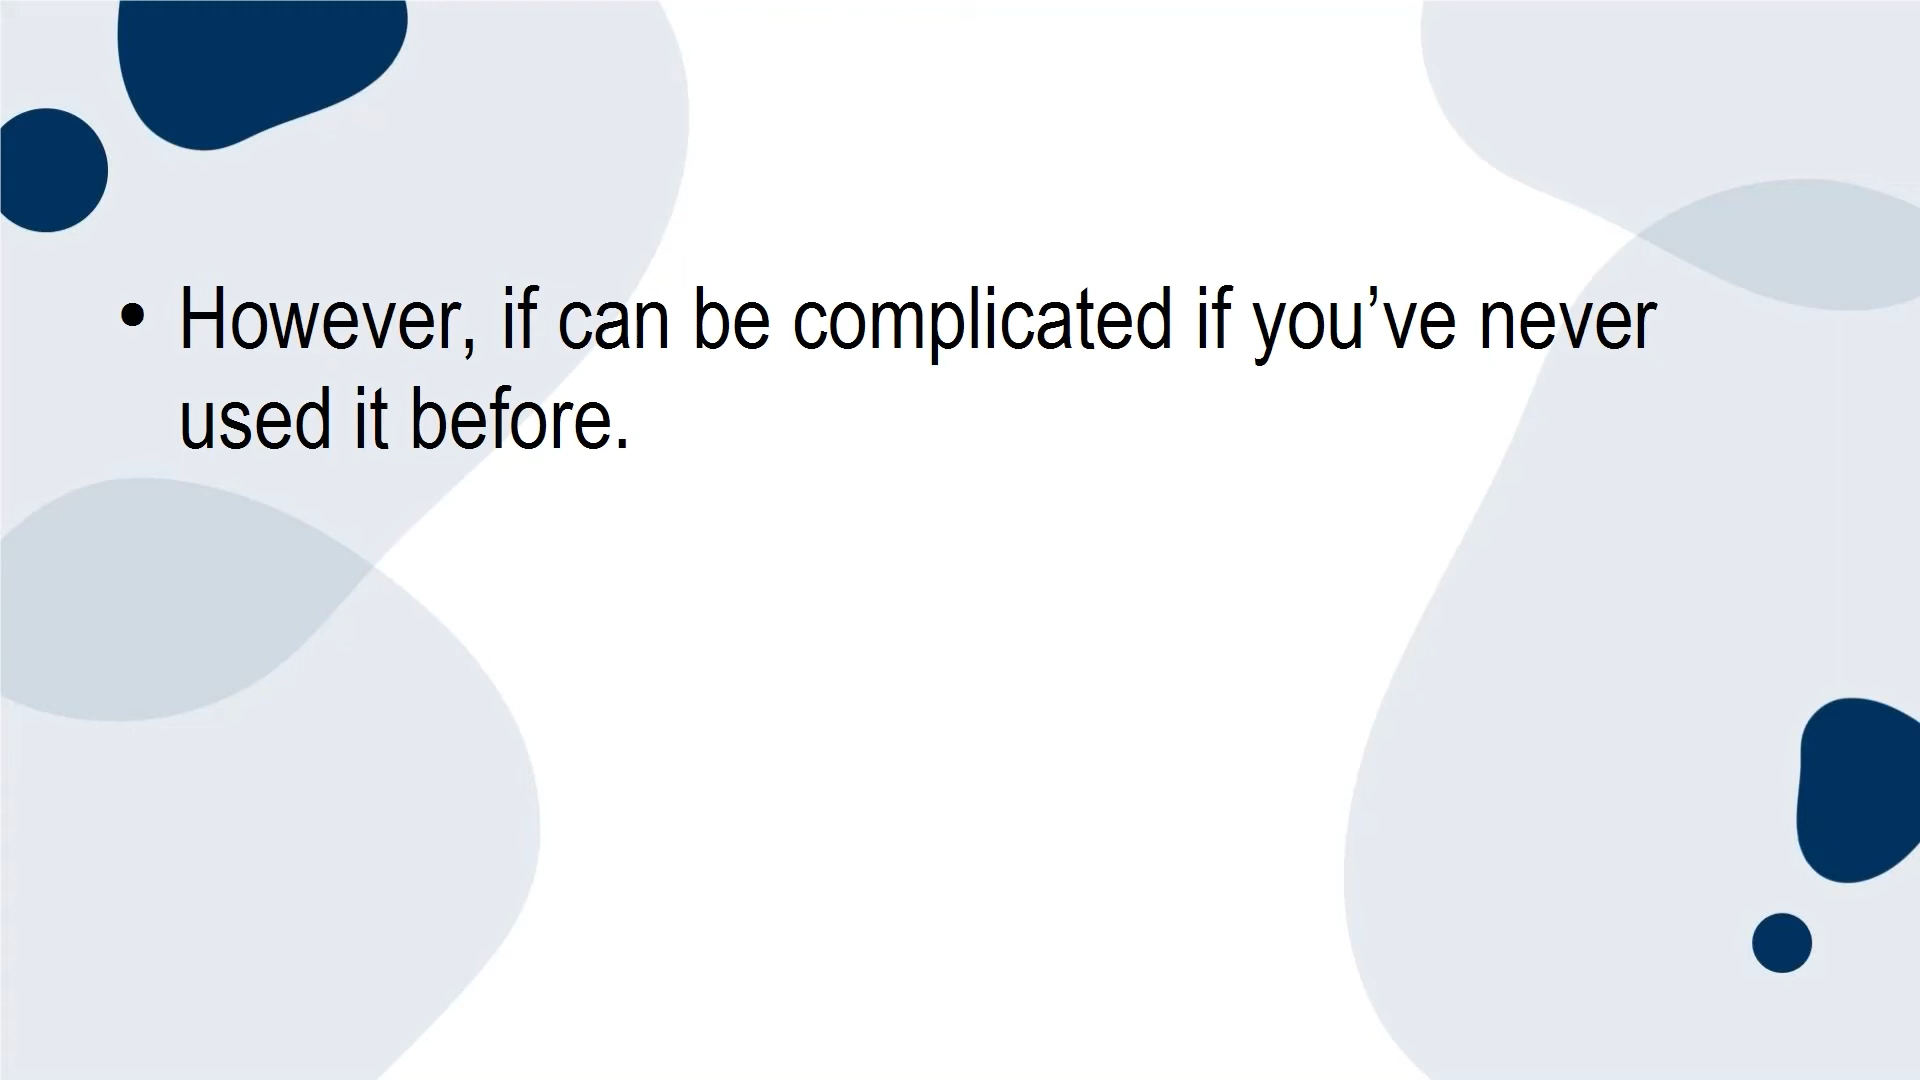 • However, if can be complicated if you’ve never
used it before.